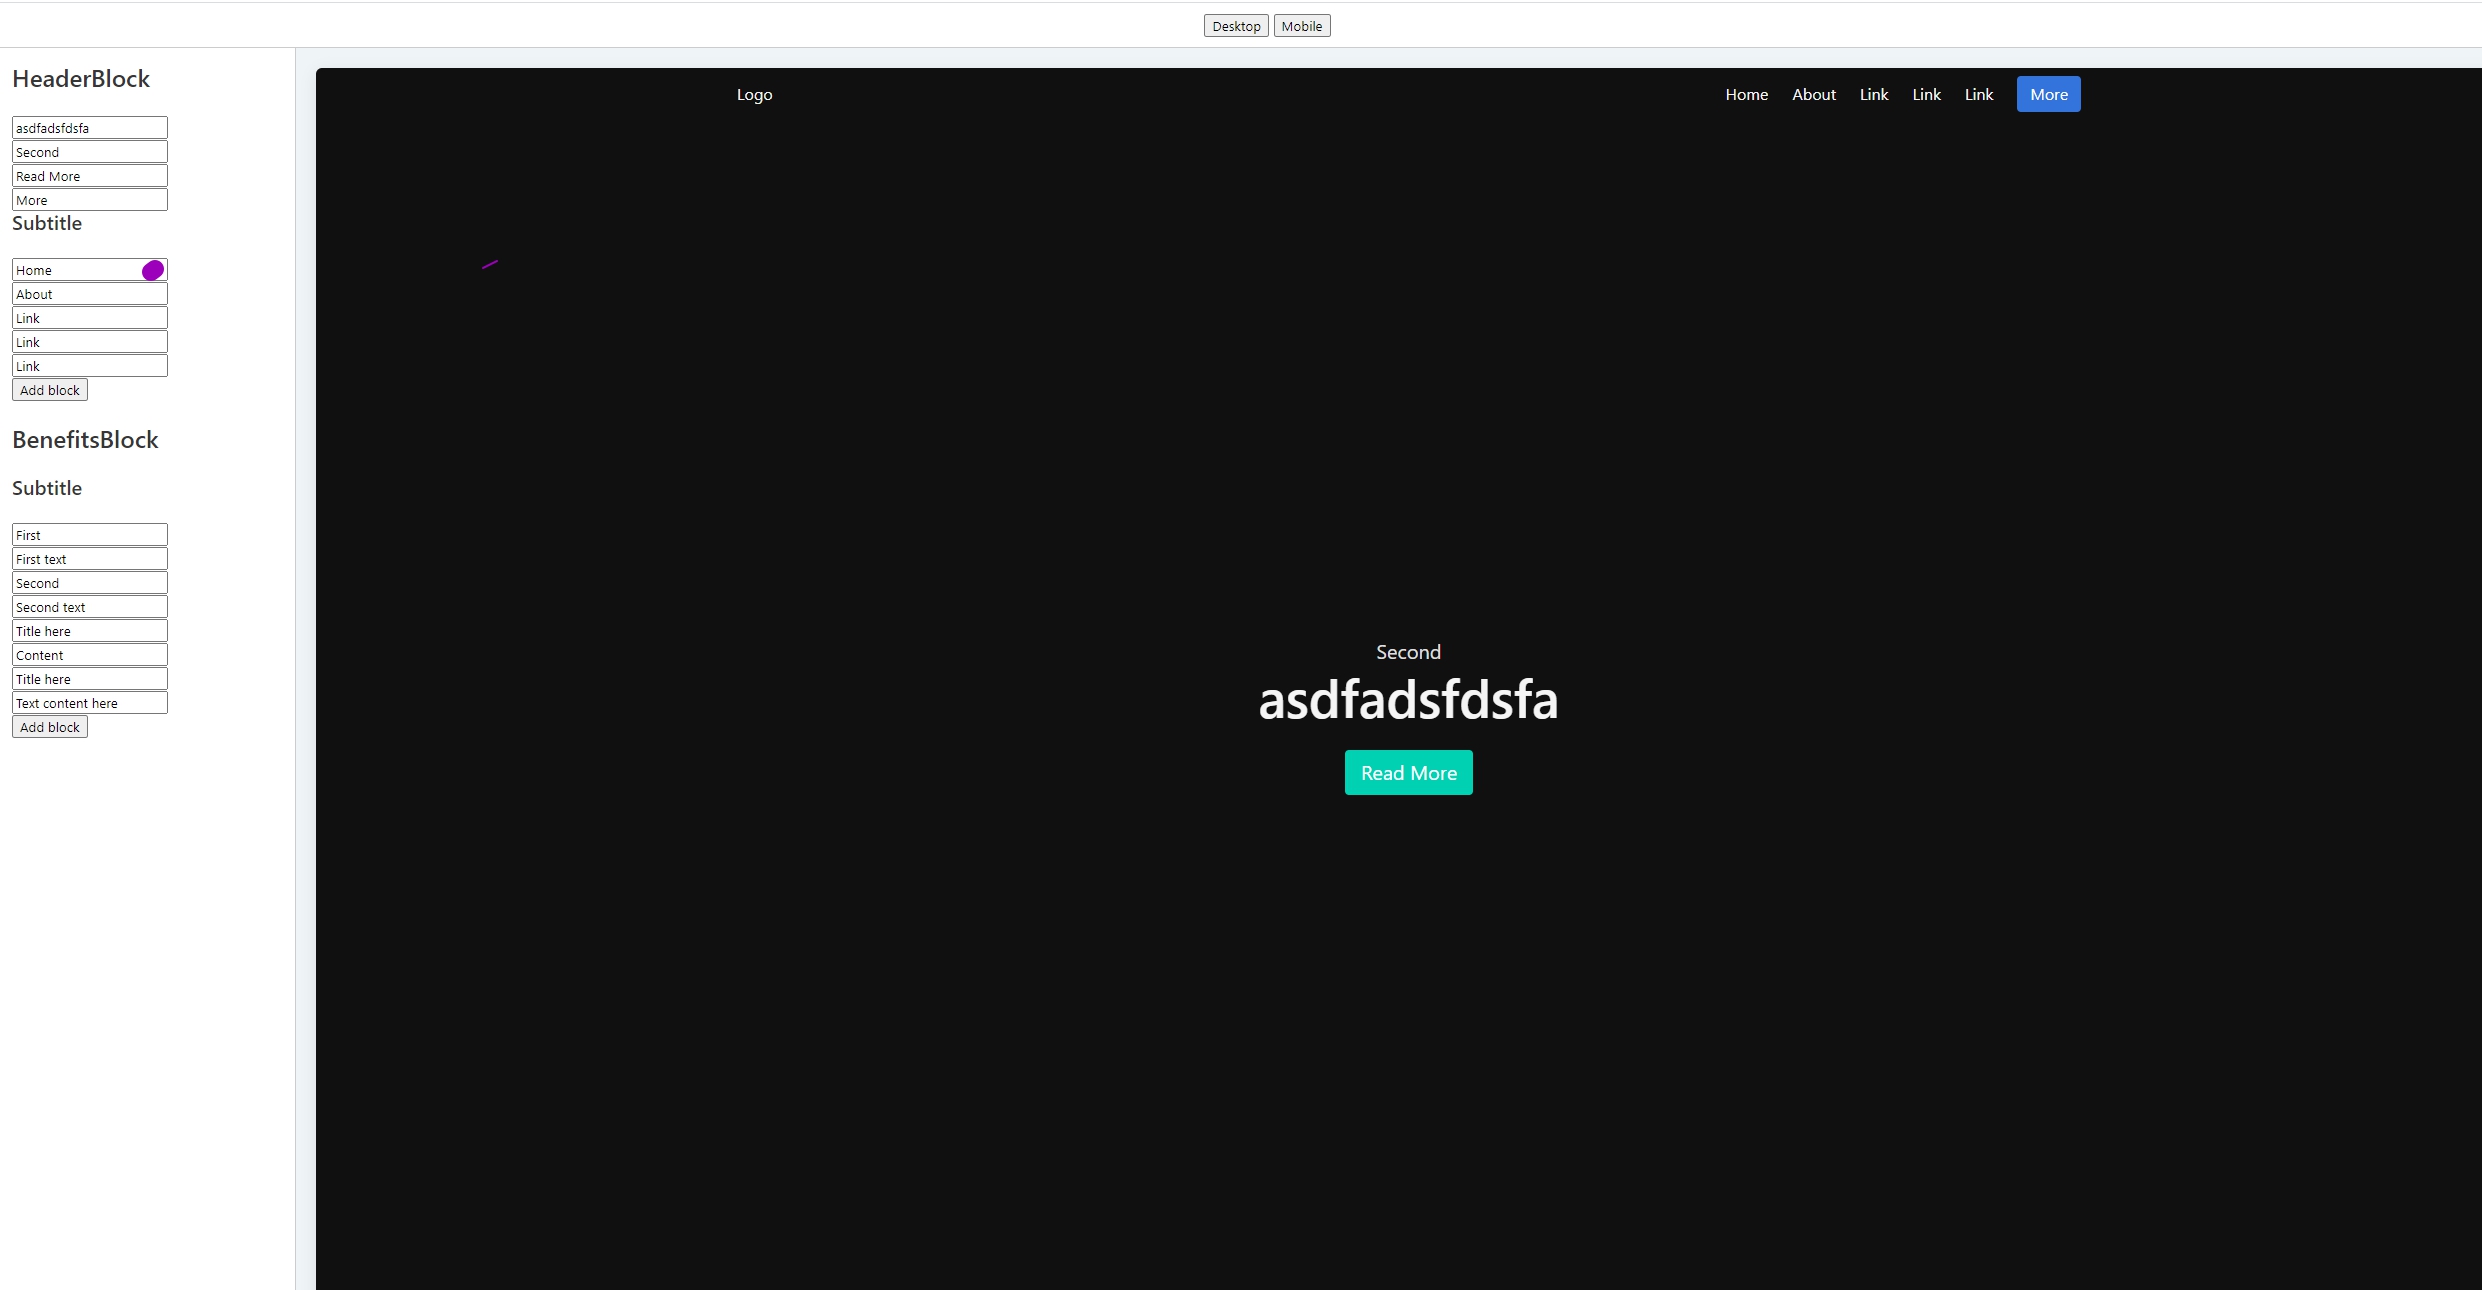 Desktop Mobile
HeaderBlock
asdfadsfdsfa
Second
Read More
More
Subtitle
Home
About
Link
Link
Link
Add block
BenefitsBlock
Subtitle
First
First text
Second
Second text
Title here
Content
Title here
Text content here
Add block
Logo Home About Link Link Link More
Second
asdfadsfdsfa
Read More